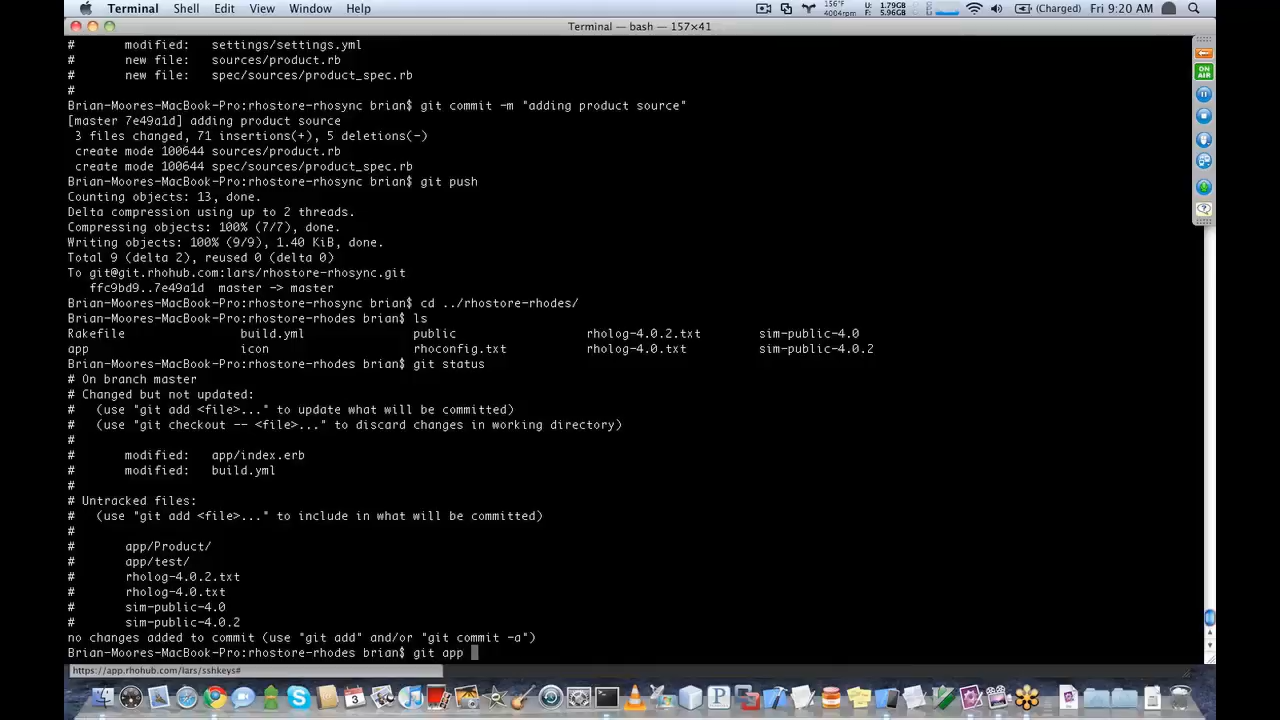 Terminal Shell Edit View Window Help 156°F 4004rpm U: 1.79GB F: 5.96GB (Charged) Fri 9:20 AM
Terminal — bash — 157×41
# modified: settings/settings.yml
# new file: sources/product.rb
# new file: spec/sources/product_spec.rb
#
Brian-Moores-MacBook-Pro:rhostore-rhosync brian$ git commit -m "adding product source"
[master 7e49a1d] adding product source
3 files changed, 71 insertions(+), 5 deletions(-)
create mode 100644 sources/product.rb
create mode 100644 spec/sources/product_spec.rb
Brian-Moores-MacBook-Pro:rhostore-rhosync brian$ git push
Counting objects: 13, done.
Delta compression using up to 2 threads.
Compressing objects: 100% (7/7), done.
Writing objects: 100% (9/9), 1.40 KiB, done.
Total 9 (delta 2), reused 0 (delta 0)
To git@git.rhohub.com:lars/rhostore-rhosync.git
ffc9bd9..7e49a1d master -> master
Brian-Moores-MacBook-Pro:rhostore-rhosync brian$ cd ../rhostore-rhodes/
Brian-Moores-MacBook-Pro:rhostore-rhodes brian$ ls
Rakefile build.yml public rholog-4.0.2.txt sim-public-4.0
app icon rhoconfig.txt rholog-4.0.txt sim-public-4.0.2
Brian-Moores-MacBook-Pro:rhostore-rhodes brian$ git status
# On branch master
# Changed but not updated:
# (use "git add <file>..." to update what will be committed)
# (use "git checkout -- <file>..." to discard changes in working directory)
#
# modified: app/index.erb
# modified: build.yml
#
# Untracked files:
# (use "git add <file>..." to include in what will be committed)
#
# app/Product/
# app/test/
# rholog-4.0.2.txt
# rholog-4.0.txt
# sim-public-4.0
# sim-public-4.0.2
no changes added to commit (use "git add" and/or "git commit -a")
Brian-Moores-MacBook-Pro:rhostore-rhodes brian$ git app
https://app.rhohub.com/lars/sshkeys#
ON AIR